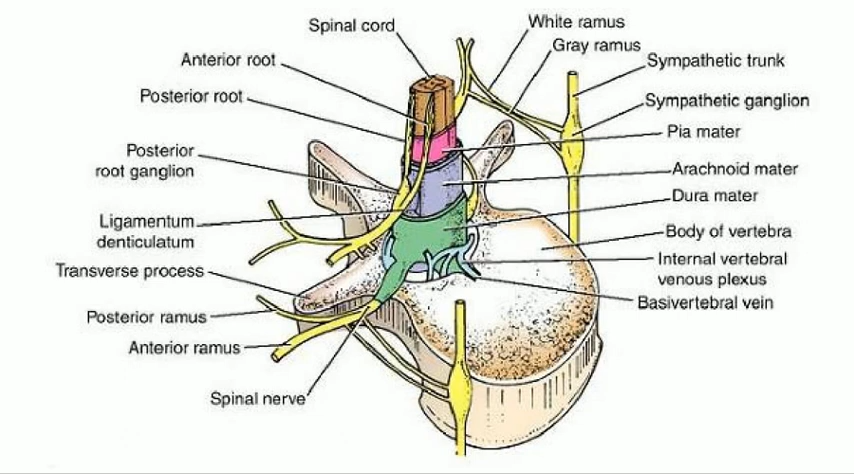 Spinal cord
Anterior root
Posterior root
Posterior
root ganglion
Ligamentum
denticulatum
Transverse process
Posterior ramus
Anterior ramus
Spinal nerve
White ramus
Gray ramus
Sympathetic trunk
Sympathetic ganglion
Pia mater
Arachnoid mater
Dura mater
Body of vertebra
Internal vertebral
venous plexus
Basivertebral vein